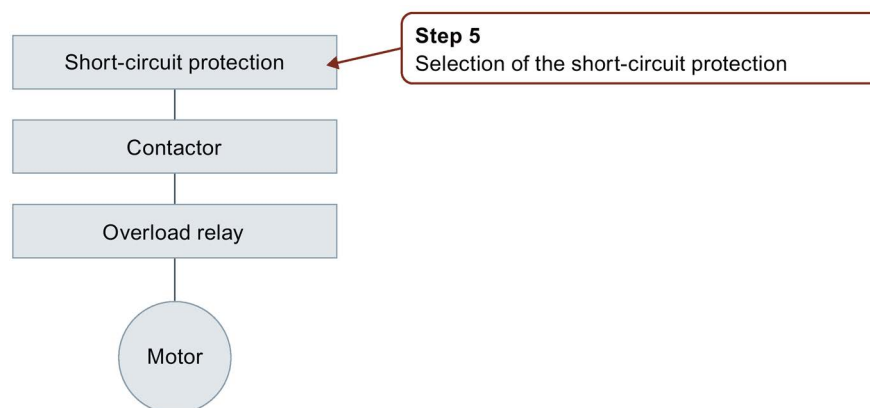 Short-circuit protection
Step 5
Selection of the short-circuit protection
Contactor
Overload relay
Motor